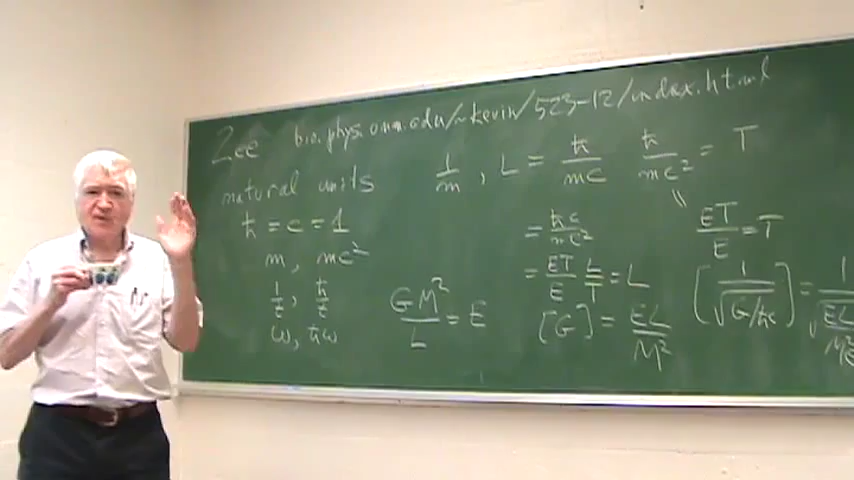 Zee bio.phys.unm.edu/~kevin/523-12/index.html
natural units
ħ = c = 1
m, mc²
1/t, ħ/t
ω, ħω
GM²/L = E
1/m, L = ħ/mc
= ħc/mc²
= ET/E L/T = L
[G] = EL/M²
ħ/mc² = T
ET/E = T
[1/√G/ħc] = 1/√EL/M²